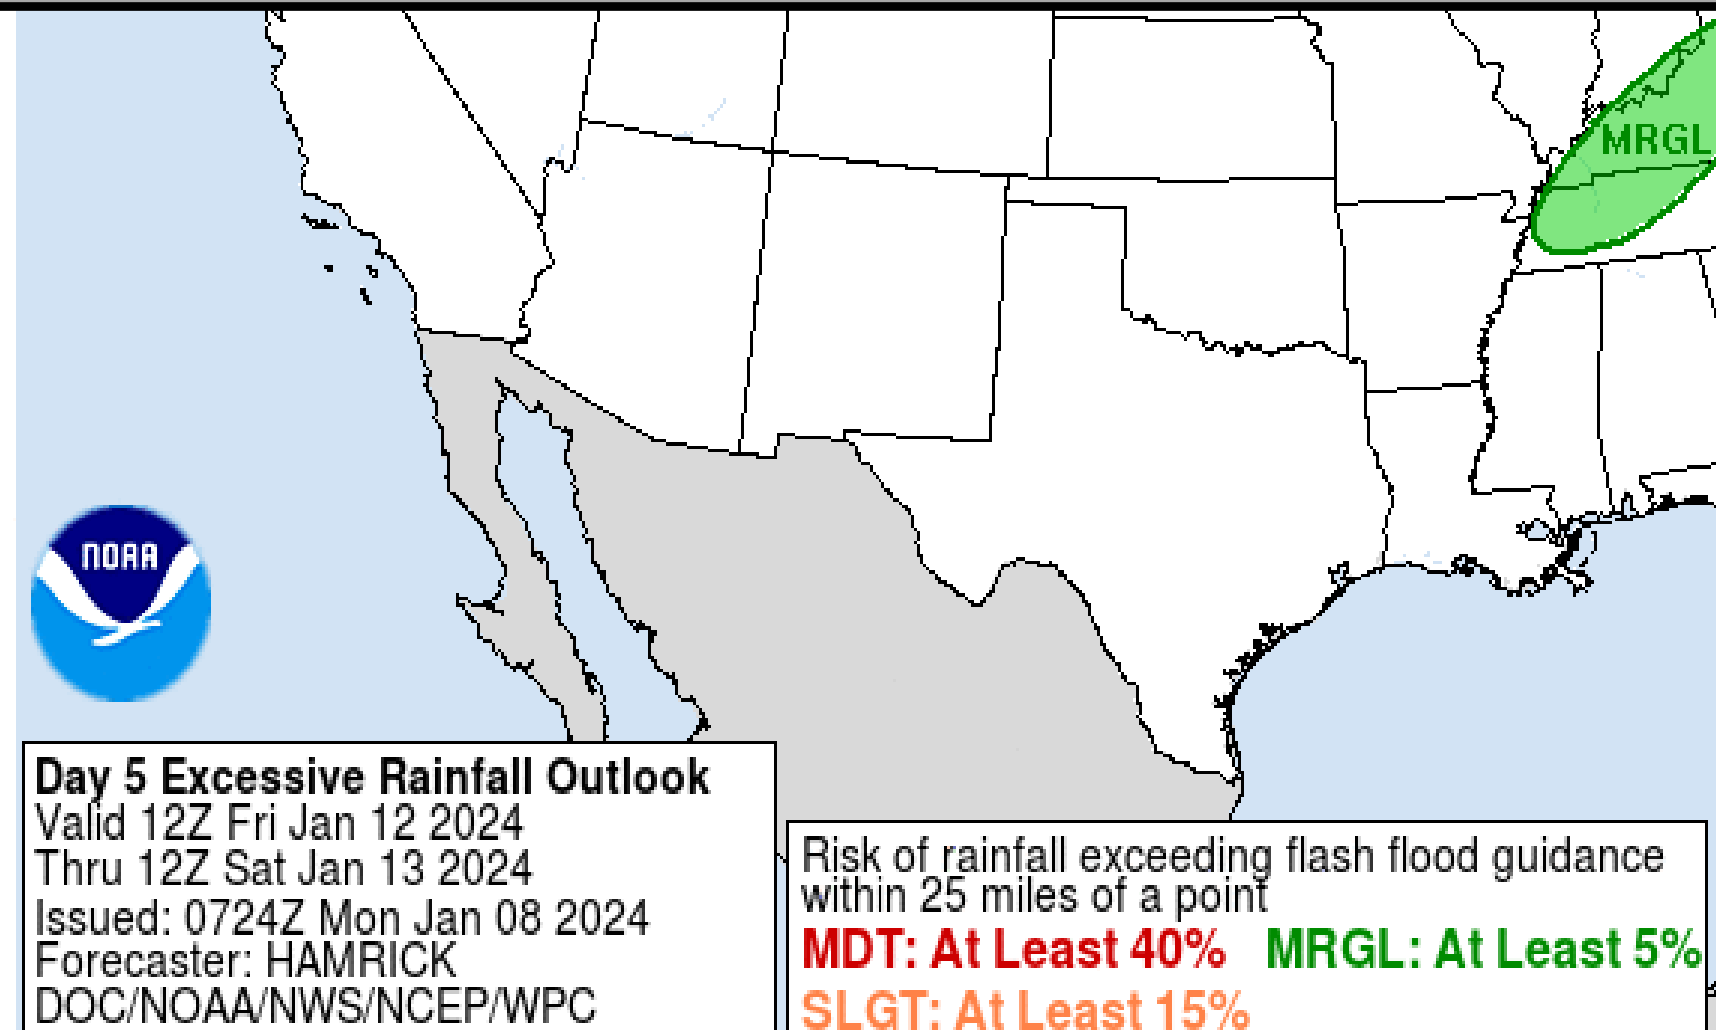 MRGL
NOAA
Day 5 Excessive Rainfall Outlook
Valid 12Z Fri Jan 12 2024
Thru 12Z Sat Jan 13 2024
Issued: 0724Z Mon Jan 08 2024
Forecaster: HAMRICK
DOC/NOAA/NWS/NCEP/WPC
Risk of rainfall exceeding flash flood guidance
within 25 miles of a point
MDT: At Least 40% MRGL: At Least 5%
SLGT: At Least 15%